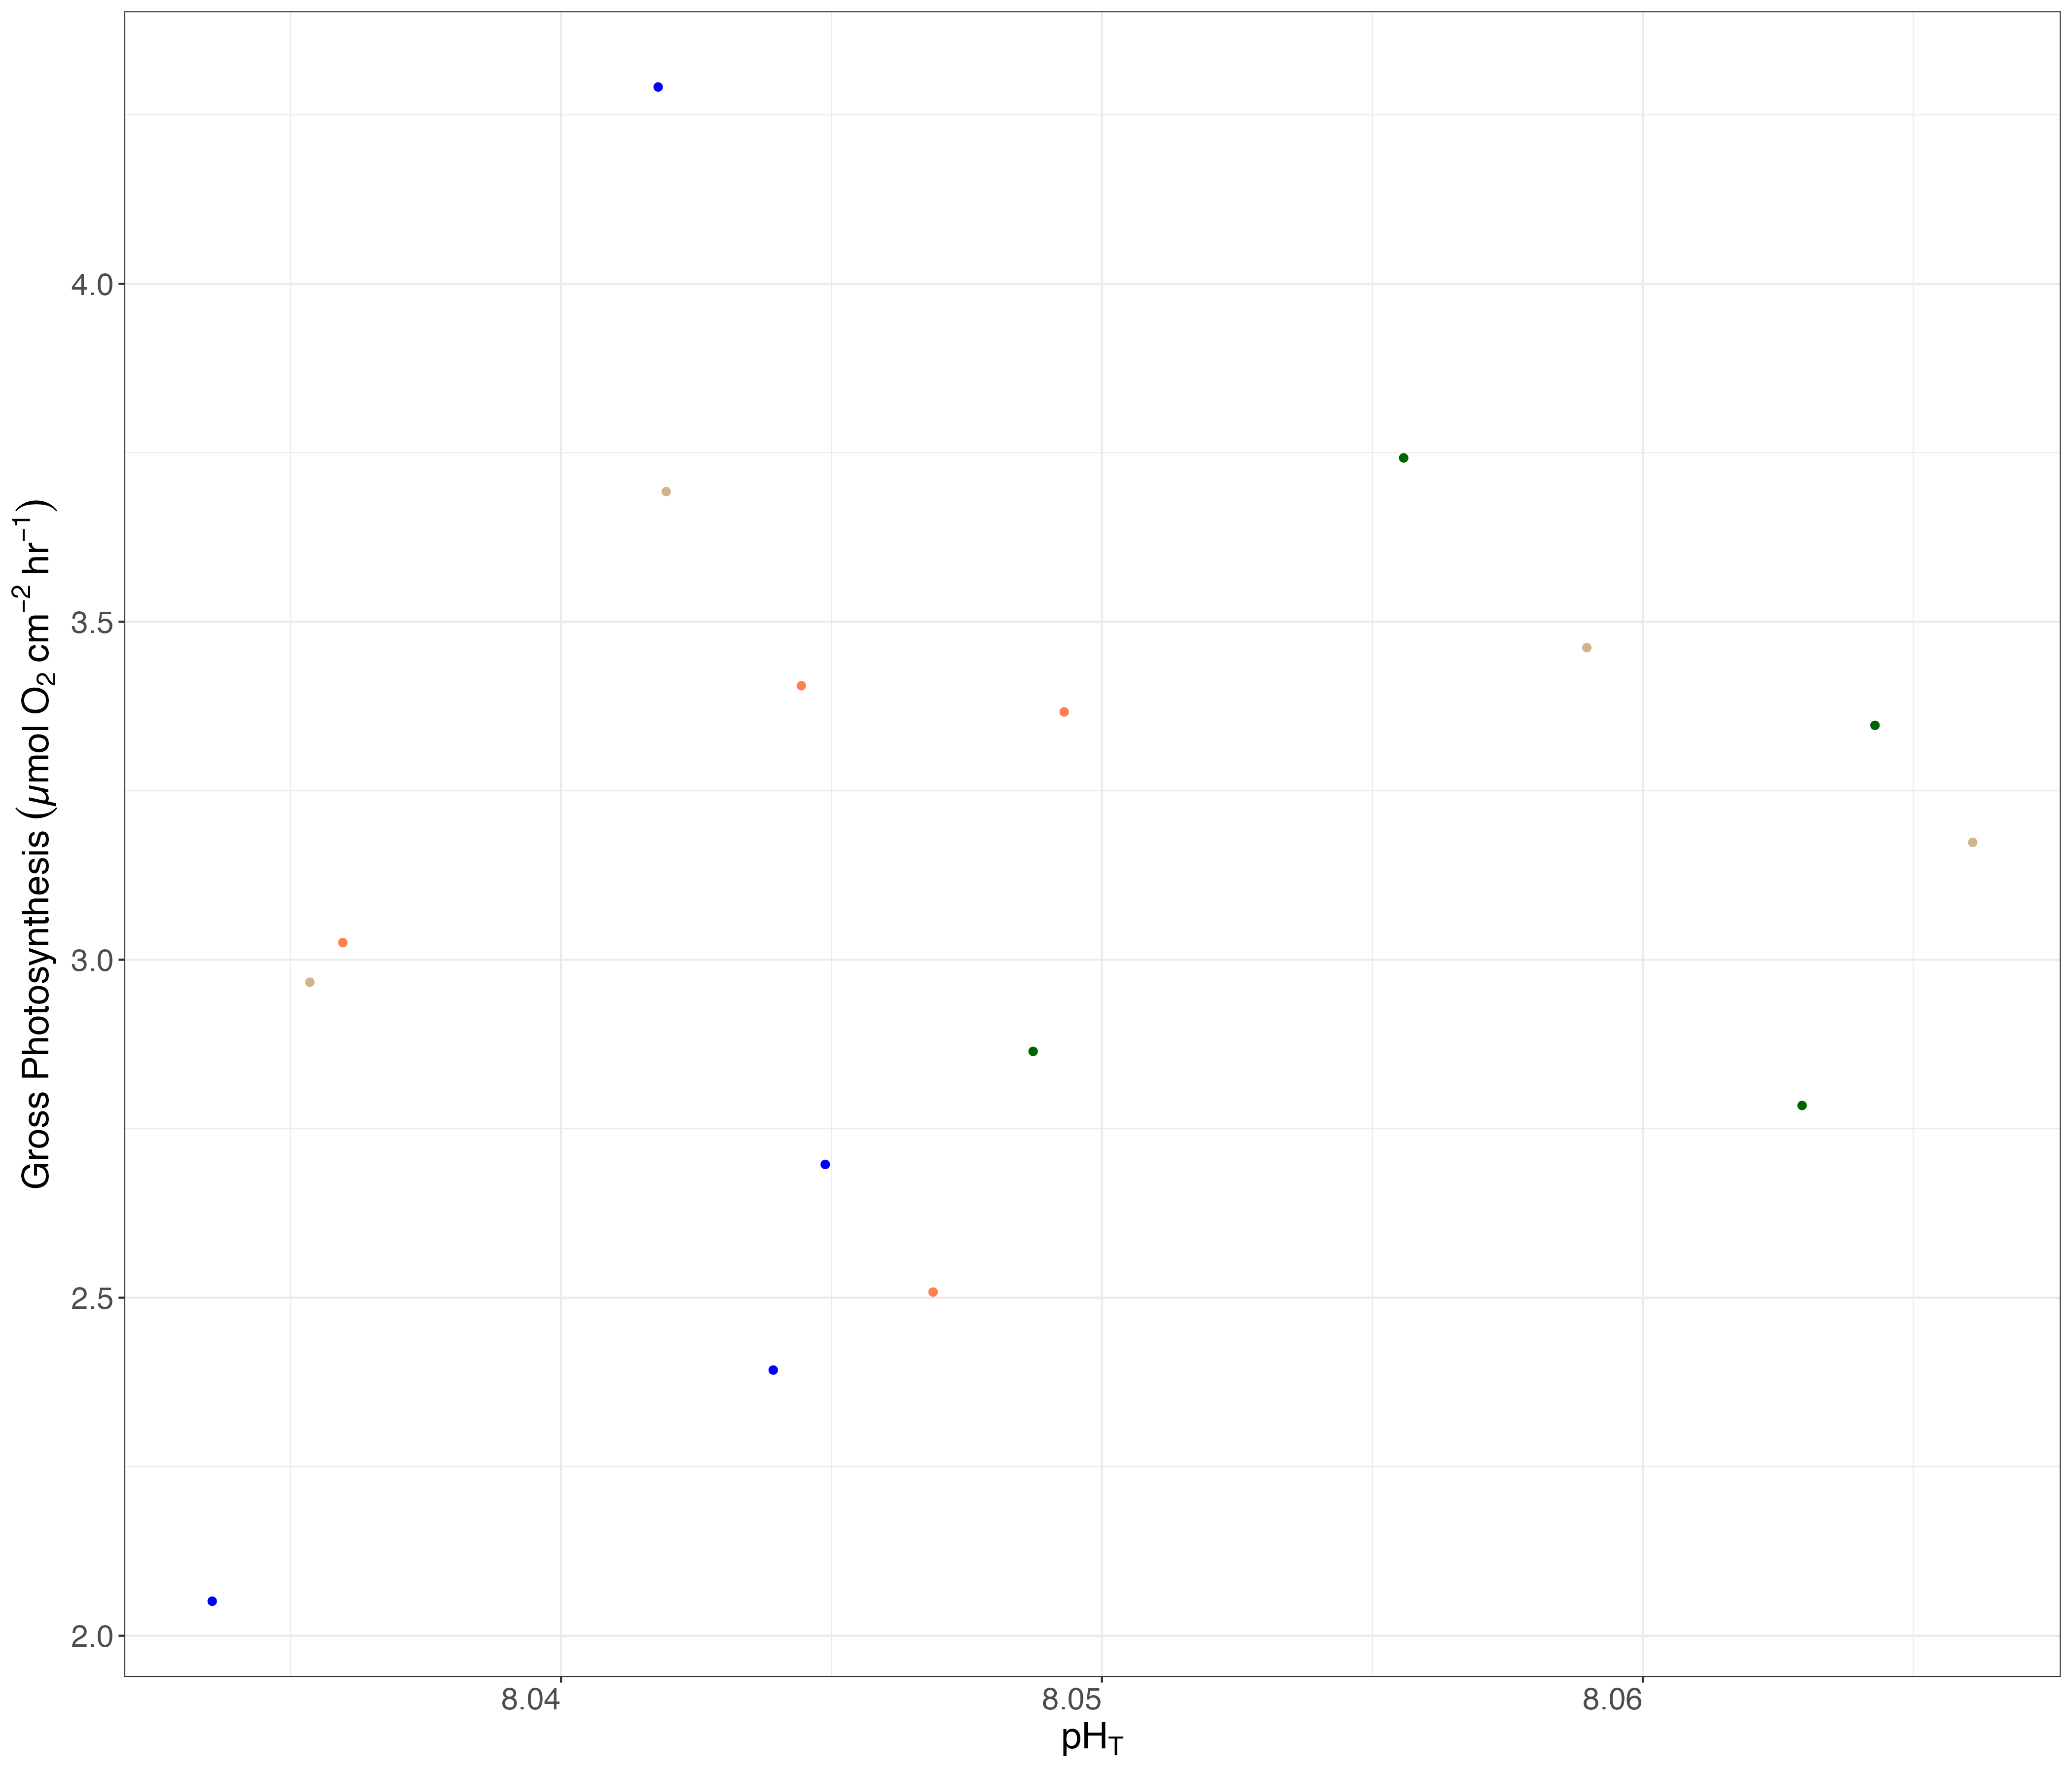 Gross Photosynthesis (μmol O₂ cm⁻² hr⁻¹)
4.0
3.5
3.0
2.5
2.0
8.04 8.05 8.06
pH_T